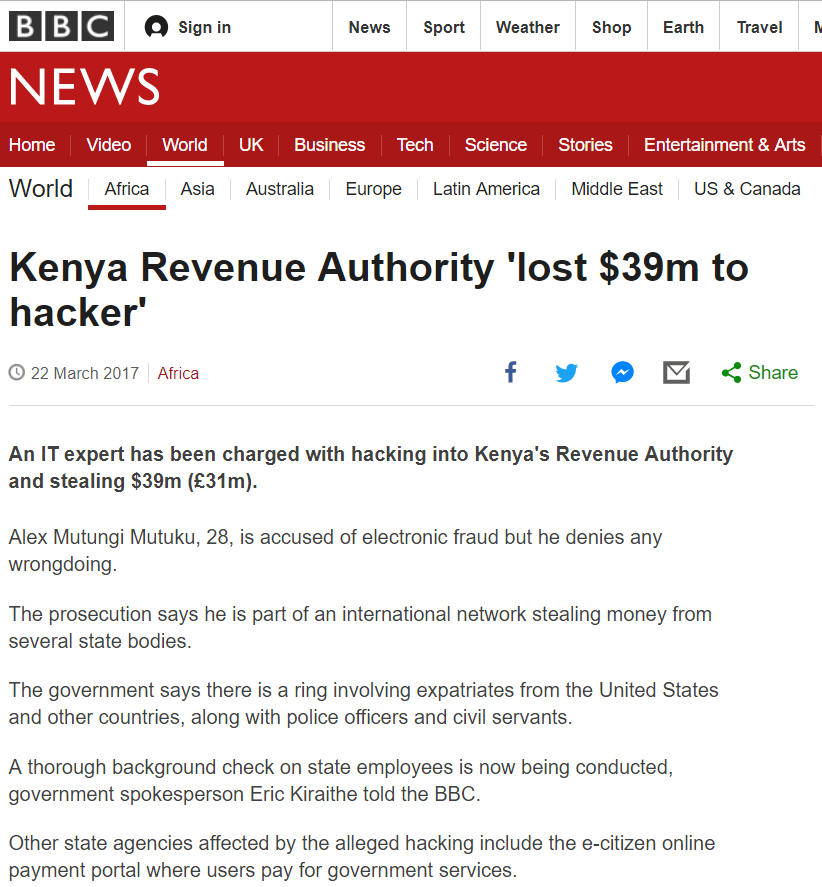 BBC Sign in News Sport Weather Shop Earth Travel
NEWS
Home Video World UK Business Tech Science Stories Entertainment & Arts
World Africa Asia Australia Europe Latin America Middle East US & Canada
Kenya Revenue Authority 'lost $39m to
hacker'
22 March 2017 Africa Share
An IT expert has been charged with hacking into Kenya's Revenue Authority
and stealing $39m (£31m).
Alex Mutungi Mutuku, 28, is accused of electronic fraud but he denies any
wrongdoing.
The prosecution says he is part of an international network stealing money from
several state bodies.
The government says there is a ring involving expatriates from the United States
and other countries, along with police officers and civil servants.
A thorough background check on state employees is now being conducted,
government spokesperson Eric Kiraithe told the BBC.
Other state agencies affected by the alleged hacking include the e-citizen online
payment portal where users pay for government services.